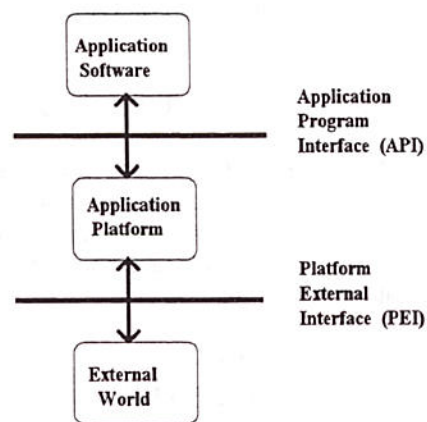 Application
Software
Application
Program
Interface (API)
Application
Platform
Platform
External
Interface (PEI)
External
World